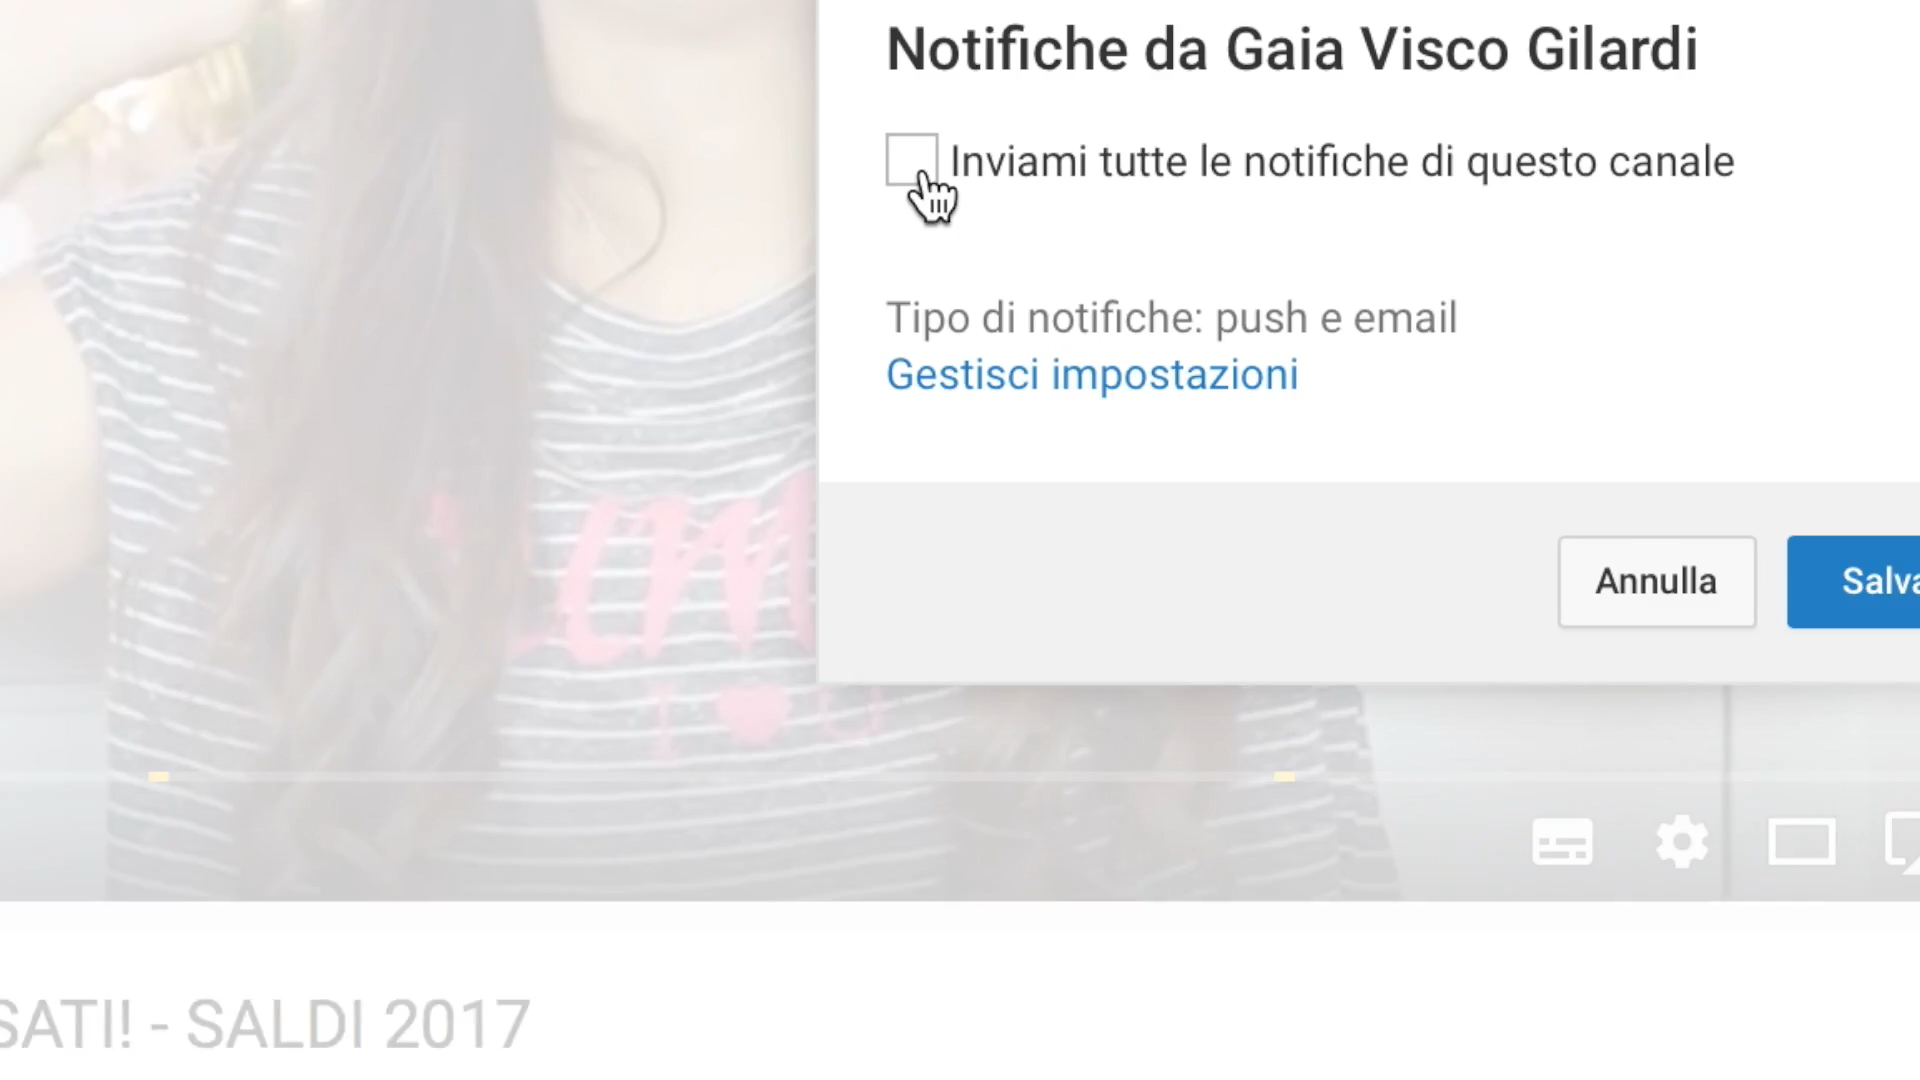 Notifiche da Gaia Visco Gilardi
Inviami tutte le notifiche di questo canale
Tipo di notifiche: push e email
Gestisci impostazioni
Annulla
Salva
I ♥ U
SATI! - SALDI 2017